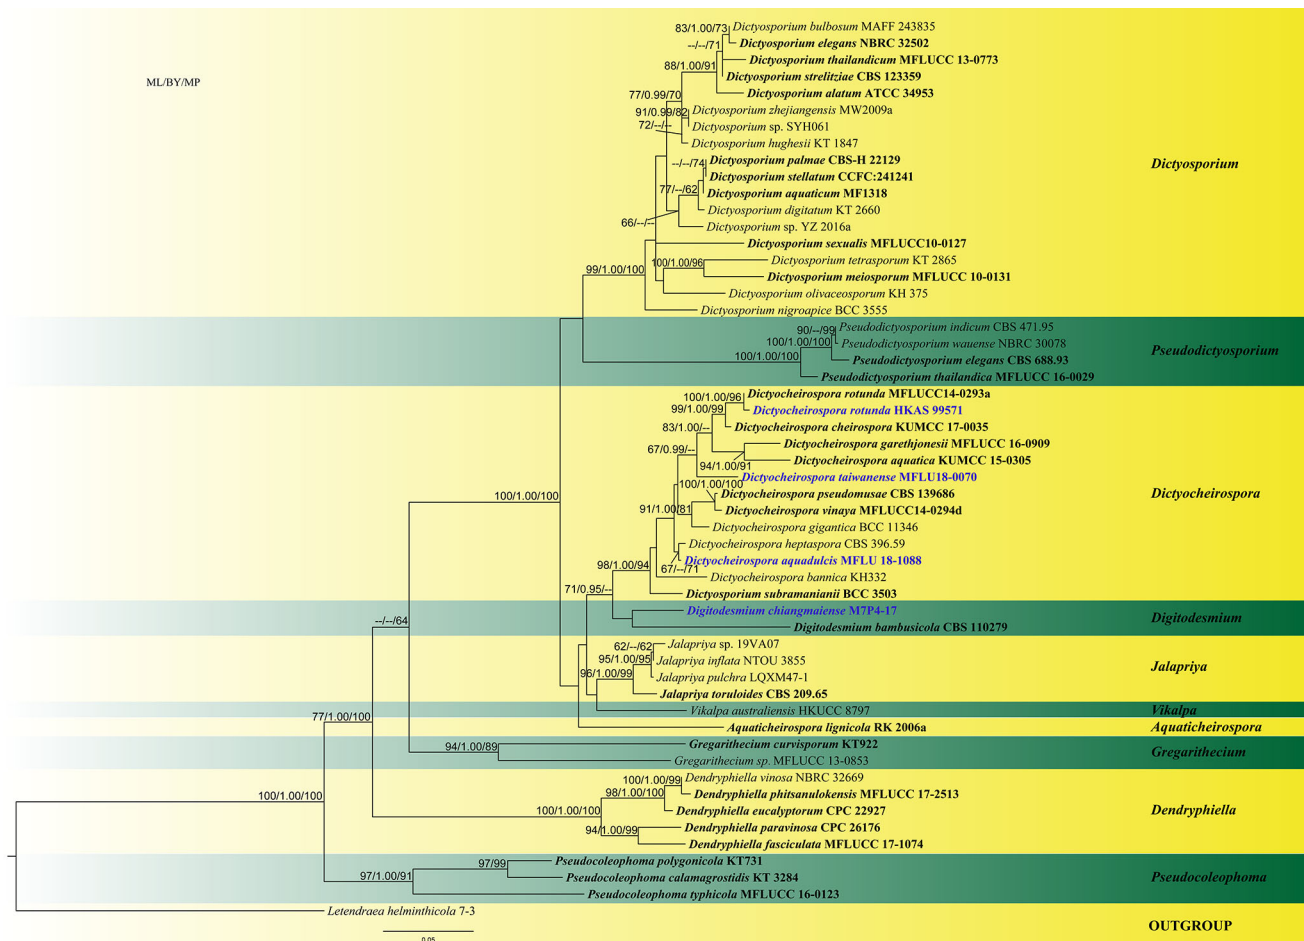 83/1.00/73
Dictyosporium bulbosum MAFF 243835
Dictyosporium elegans NBRC 32502
--/--/71
Dictyosporium thailandicum MFLUCC 13-0773
88/1.00/91
Dictyosporium strelitziae CBS 123359
ML/BY/MP
Dictyosporium alatum ATCC 34953
77/0.99/70
91/0.99/82
Dictyosporium zhejiangensis MW2009a
72/--/--
Dictyosporium sp. SYH061
Dictyosporium hughesii KT 1847
--/--/74
Dictyosporium palmae CBS-H 22129
Dictyosporium
Dictyosporium stellatum CCFC:241241
77/--/62
Dictyosporium aquaticum MF1318
Dictyosporium digitatum KT 2660
66/--/--
Dictyosporium sp. YZ 2016a
Dictyosporium sexualis MFLUCC10-0127
100/1.00/96
Dictyosporium tetrasporum KT 2865
99/1.00/100
Dictyosporium meiosporum MFLUCC 10-0131
Dictyosporium olivaceosporum KH 375
Dictyosporium nigroapice BCC 3555
90/--/99
Pseudodictyosporium indicum CBS 471.95
100/1.00/100
Pseudodictyosporium wauense NBRC 30078
Pseudodictyosporium
100/1.00/100
Pseudodictyosporium elegans CBS 688.93
Pseudodictyosporium thailandica MFLUCC 16-0029
100/1.00/96
Dictyocheirospora rotunda MFLUCC14-0293a
99/1.00/99
Dictyocheirospora rotunda HKAS 99571
83/1.00/--
Dictyocheirospora cheirospora KUMCC 17-0035
67/0.99/--
Dictyocheirospora garethjonesii MFLUCC 16-0909
94/1.00/91
Dictyocheirospora aquatica KUMCC 15-0305
Dictyocheirospora taiwanense MFLU18-0070
100/1.00/100
100/1.00/100
Dictyocheirospora pseudomusae CBS 139686
Dictyocheirospora
91/1.00/81
Dictyocheirospora vinaya MFLUCC14-0294d
Dictyocheirospora gigantica BCC 11346
Dictyocheirospora heptaspora CBS 396.59
98/1.00/94
Dictyocheirospora aquadulcis MFLU 18-1088
67/--/71
Dictyocheirospora bannica KH332
71/0.95/--
Dictyosporium subramanianii BCC 3503
--/--/64
Digitodesmium chiangmaiense M7P4-17
Digitodesmium
Digitodesmium bambusicola CBS 110279
62/--/62
Jalapriya sp. 19VA07
95/1.00/95
Jalapriya inflata NTOU 3855
Jalapriya
96/1.00/99
Jalapriya pulchra LQXM47-1
Jalapriya toruloides CBS 209.65
Vikalpa australiensis HKUCC 8797
Vikalpa
77/1.00/100
Aquaticheirospora lignicola RK 2006a
Aquaticheirospora
94/1.00/89
Gregarithecium curvisporum KT922
Gregarithecium
Gregarithecium sp. MFLUCC 13-0853
100/1.00/99
Dendryphiella vinosa NBRC 32669
98/1.00/100
Dendryphiella phitsanulokensis MFLUCC 17-2513
100/1.00/100
100/1.00/100
Dendryphiella eucalyptorum CPC 22927
Dendryphiella
94/1.00/99
Dendryphiella paravinosa CPC 26176
Dendryphiella fasciculata MFLUCC 17-1074
97/99
Pseudocoleophoma polygonicola KT731
97/1.00/91
Pseudocoleophoma calamagrostidis KT 3284
Pseudocoleophoma
Pseudocoleophoma typhicola MFLUCC 16-0123
Letendraea helminthicola 7-3
OUTGROUP
0.05